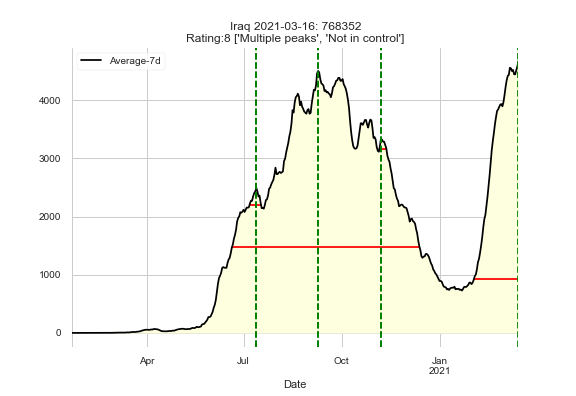 Iraq 2021-03-16: 768352
Rating:8 ['Multiple peaks', 'Not in control']
Average-7d
4000
3000
2000
1000
0
Apr Jul Oct Jan
2021
Date